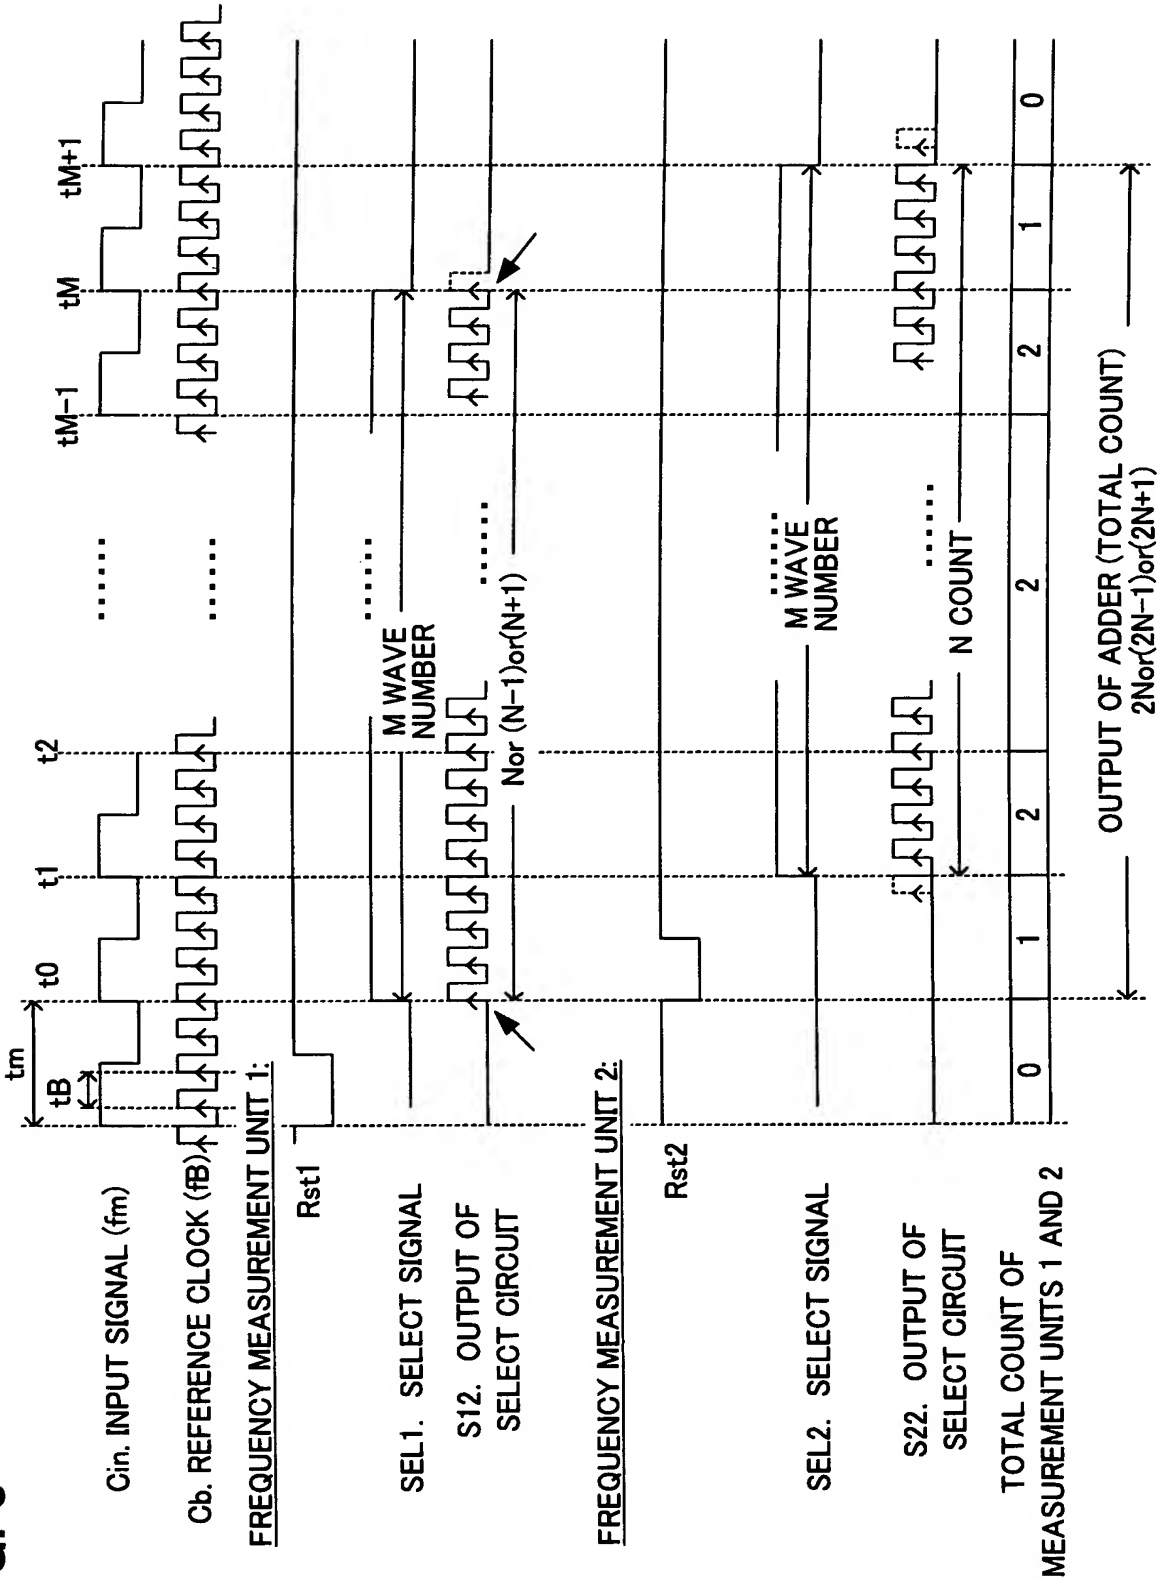 tm
tB
t0
t1
t2
tM-1
tM
tM+1
Cin. INPUT SIGNAL (fm)
Cb. REFERENCE CLOCK (fB)
FREQUENCY MEASUREMENT UNIT 1:
Rst1
SEL1. SELECT SIGNAL
M WAVE
NUMBER
S12. OUTPUT OF
SELECT CIRCUIT
Nor (N-1)or(N+1)
FREQUENCY MEASUREMENT UNIT 2:
Rst2
SEL2. SELECT SIGNAL
M WAVE
NUMBER
S22. OUTPUT OF
SELECT CIRCUIT
N COUNT
TOTAL COUNT OF
MEASUREMENT UNITS 1 AND 2
0 1 2 2 2 1 0
OUTPUT OF ADDER (TOTAL COUNT)
2Nor(2N-1)or(2N+1)